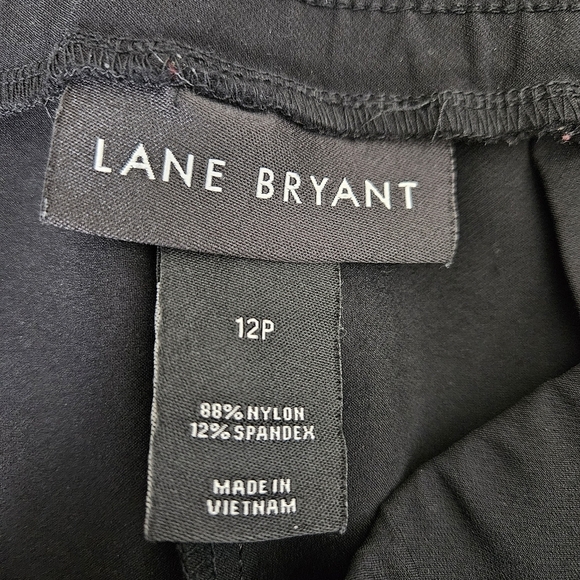 LANE BRYANT
12P
88% NYLON
12% SPANDEX
MADE IN
VIETNAM